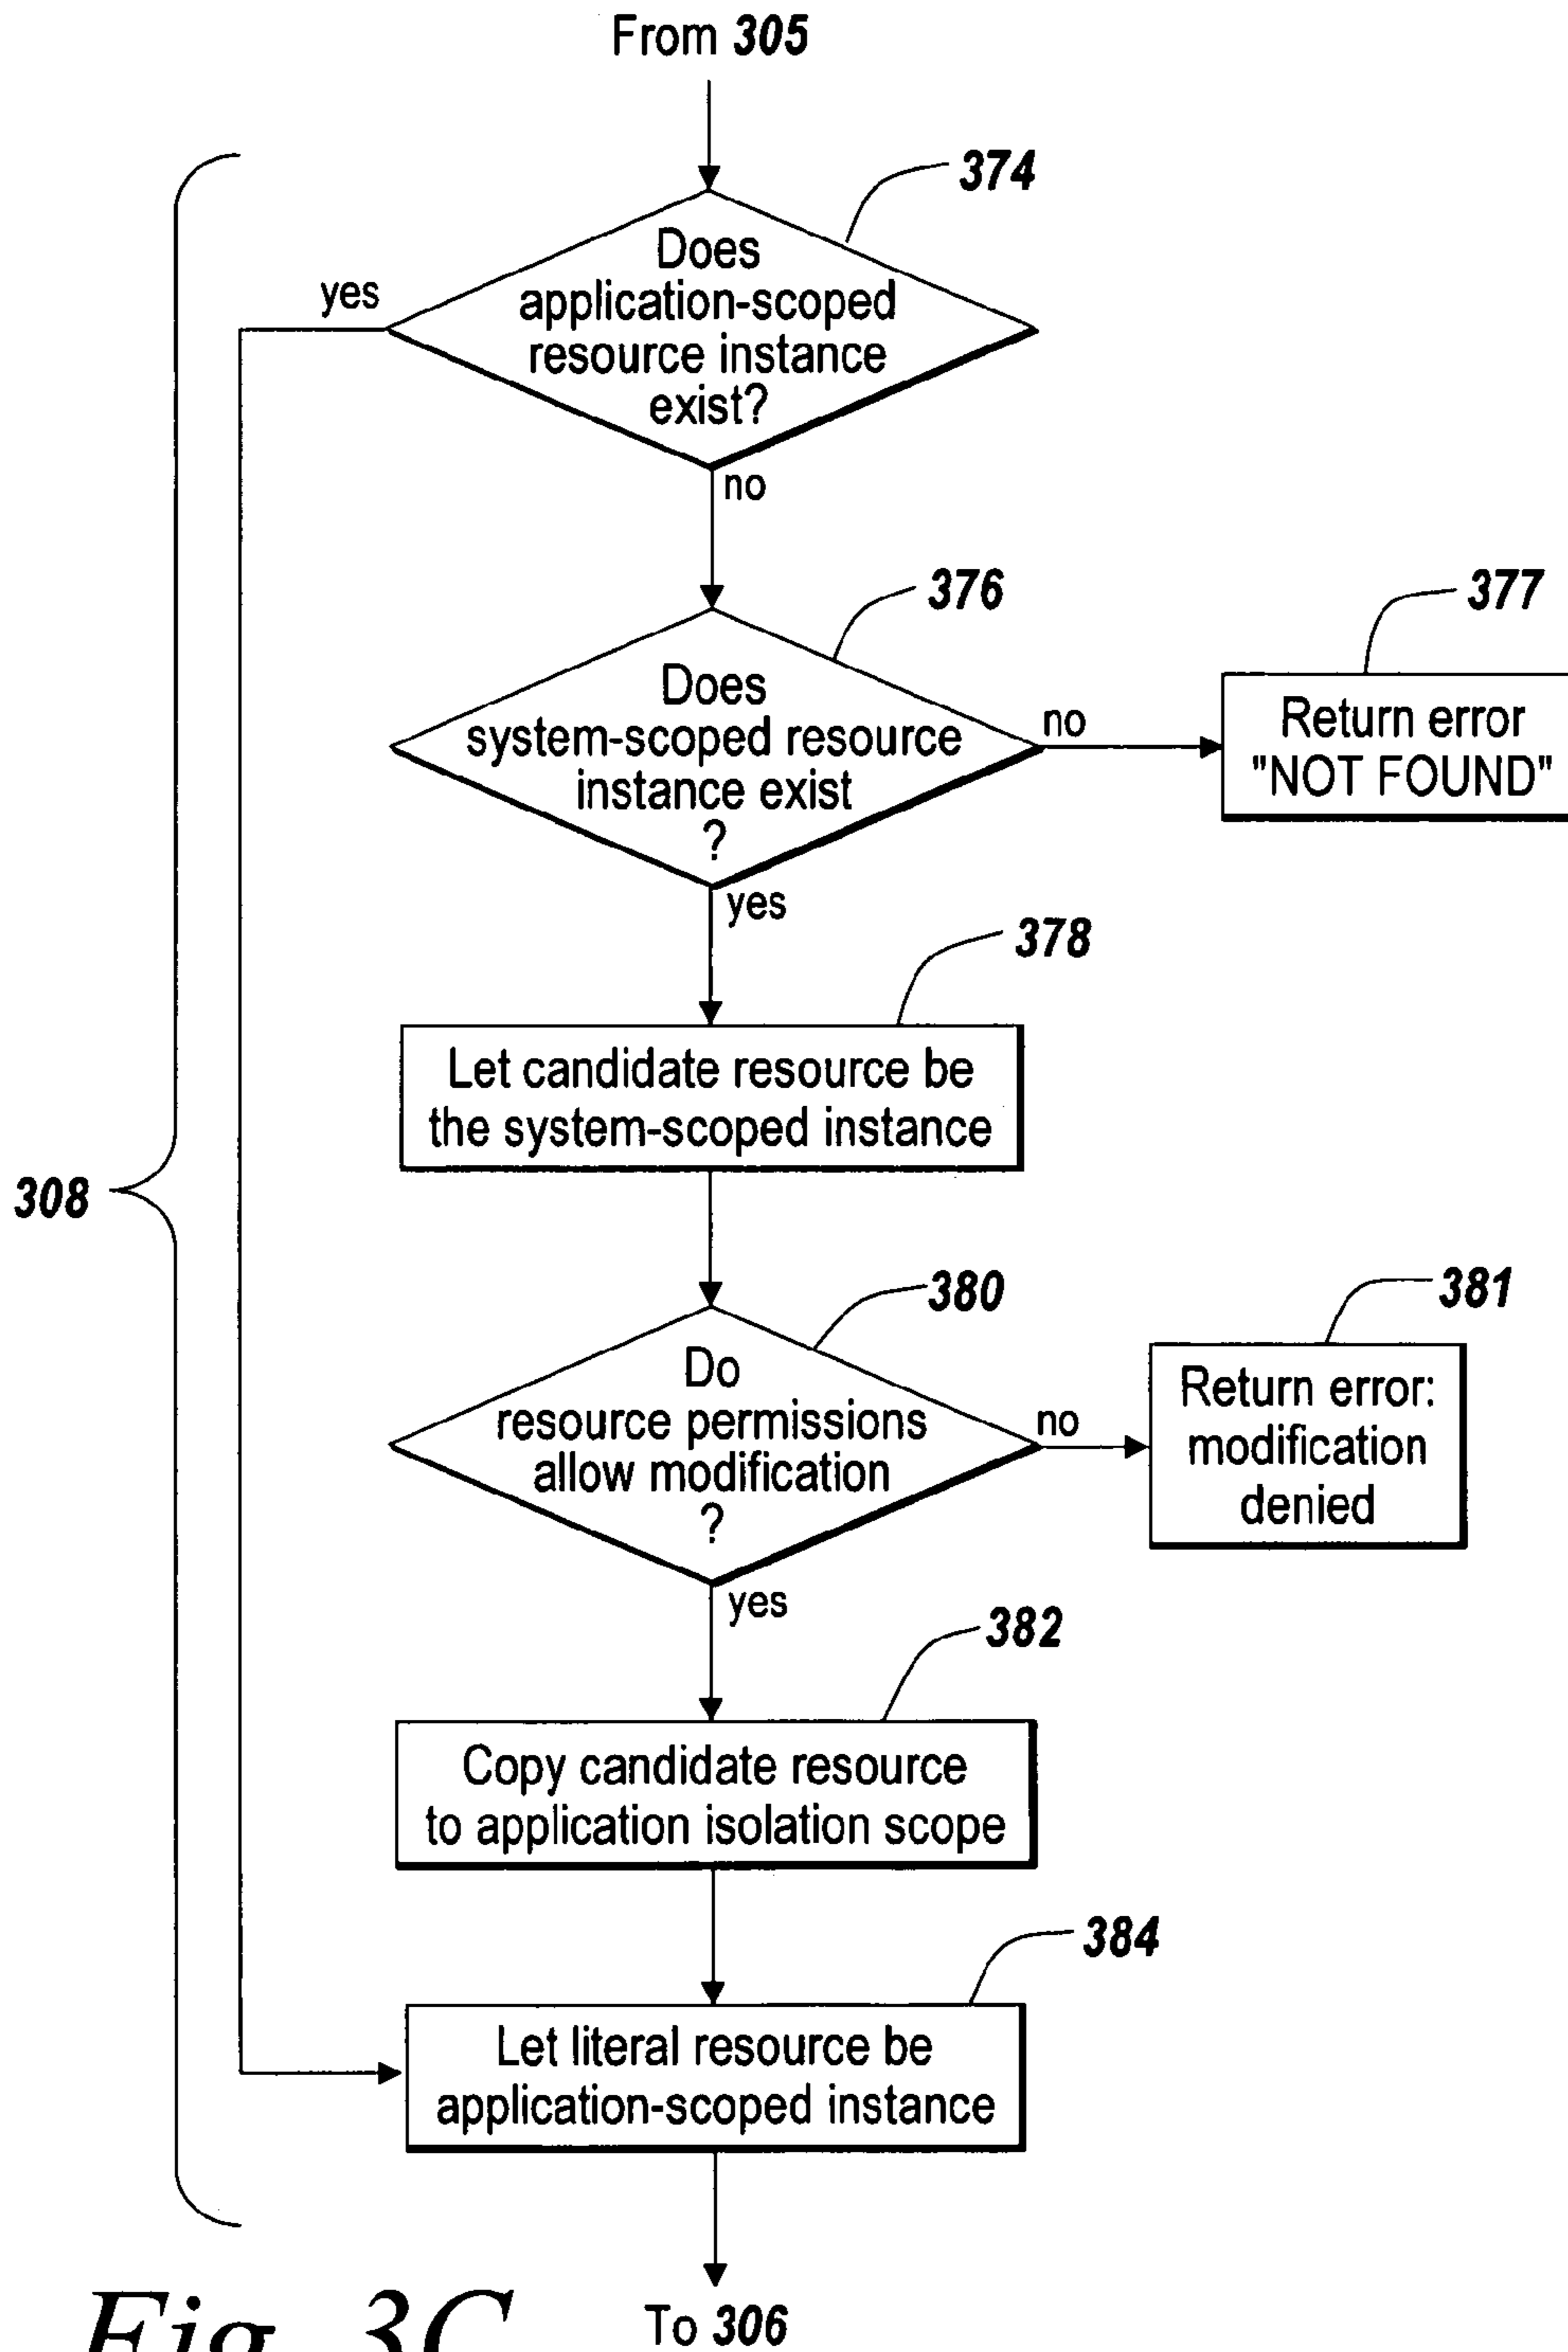 From 305
374
Does
application-scoped
resource instance
exist?
yes
no
376
Does
system-scoped resource
instance exist
?
no
377
Return error
"NOT FOUND"
yes
378
Let candidate resource be
the system-scoped instance
308
380
Do
resource permissions
allow modification
?
no
381
Return error:
modification
denied
yes
382
Copy candidate resource
to application isolation scope
384
Let literal resource be
application-scoped instance
To 306
Fig. 3C